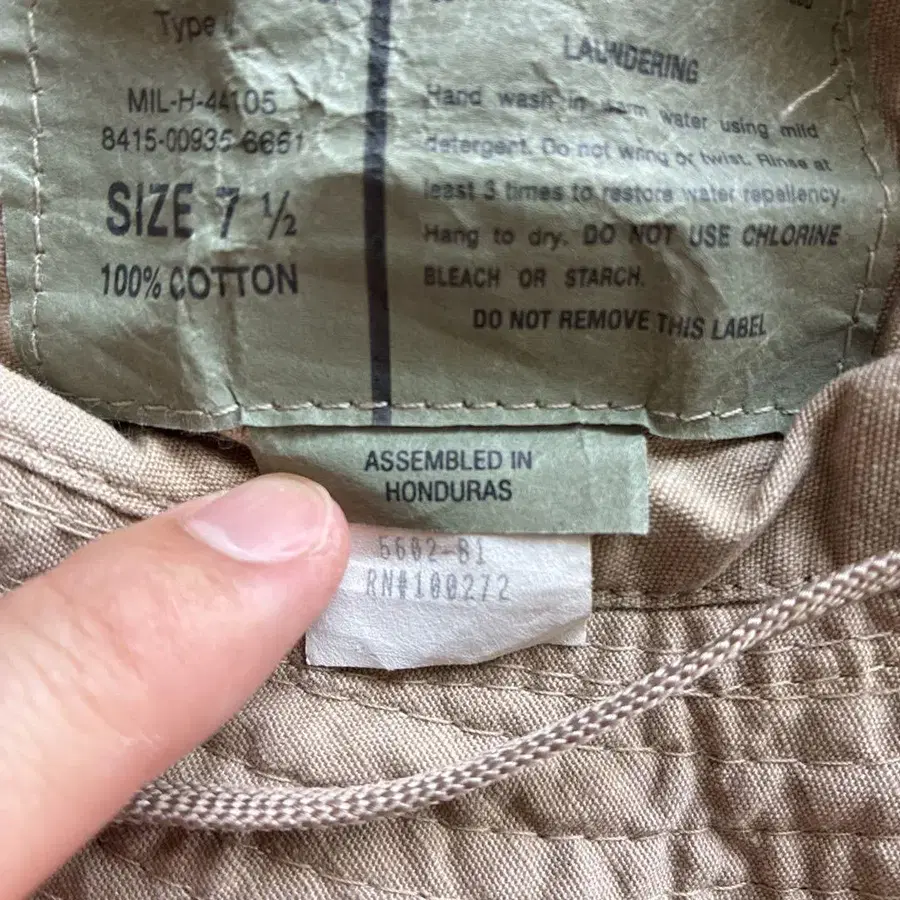 Type II
MIL-H-44105
8415-00935-6651
SIZE 7 ½
100% COTTON
LAUNDERING
Hand wash in warm water using mild
detergent. Do not wring or twist. Rinse at
least 3 times to restore water repellency.
Hang to dry. DO NOT USE CHLORINE
BLEACH OR STARCH.
DO NOT REMOVE THIS LABEL
ASSEMBLED IN
HONDURAS
5602-B1
RN#100272